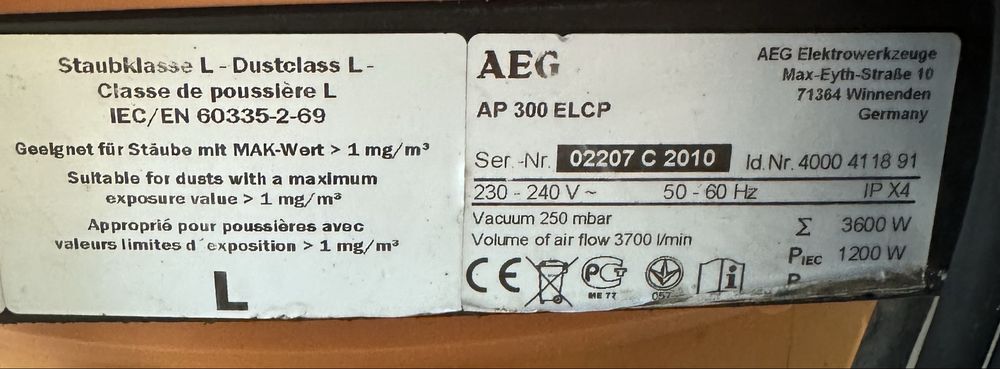 Staubklasse L - Dustclass L -
Classe de poussière L
IEC/EN 60335-2-69
Geeignet für Stäube mit MAK-Wert > 1 mg/m³
Suitable for dusts with a maximum
exposure value > 1 mg/m³
Approprié pour poussières avec
valeurs limites d´exposition > 1 mg/m³
L
AEG
AP 300 ELCP
AEG Elektrowerkzeuge
Max-Eyth-Straße 10
71364 Winnenden
Germany
Ser.-Nr. 02207 C 2010 Id.Nr. 4000 4118 91
230 - 240 V ~ 50 - 60 Hz IP X4
Vacuum 250 mbar
Volume of air flow 3700 l/min
Σ 3600 W
PIEC 1200 W
P
CE
PCT
ME 77
057
i